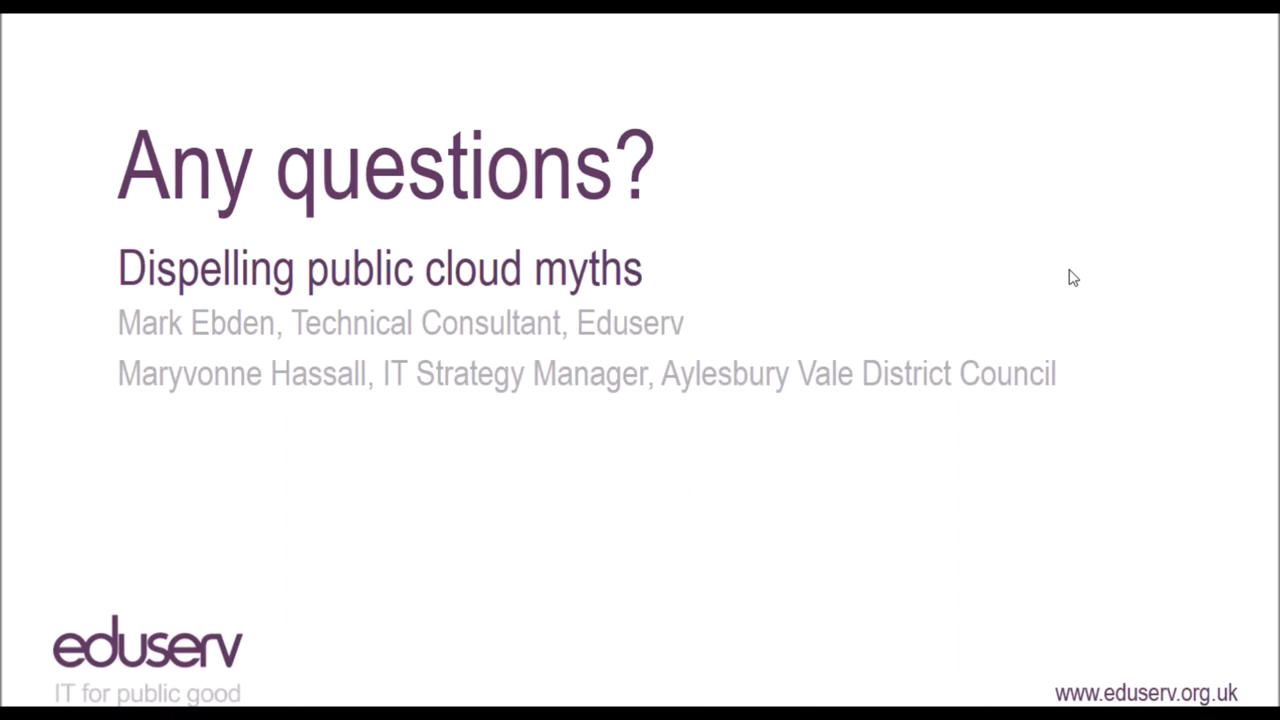 Any questions?
Dispelling public cloud myths
Mark Ebden, Technical Consultant, Eduserv
Maryvonne Hassall, IT Strategy Manager, Aylesbury Vale District Council
eduserv
IT for public good
www.eduserv.org.uk